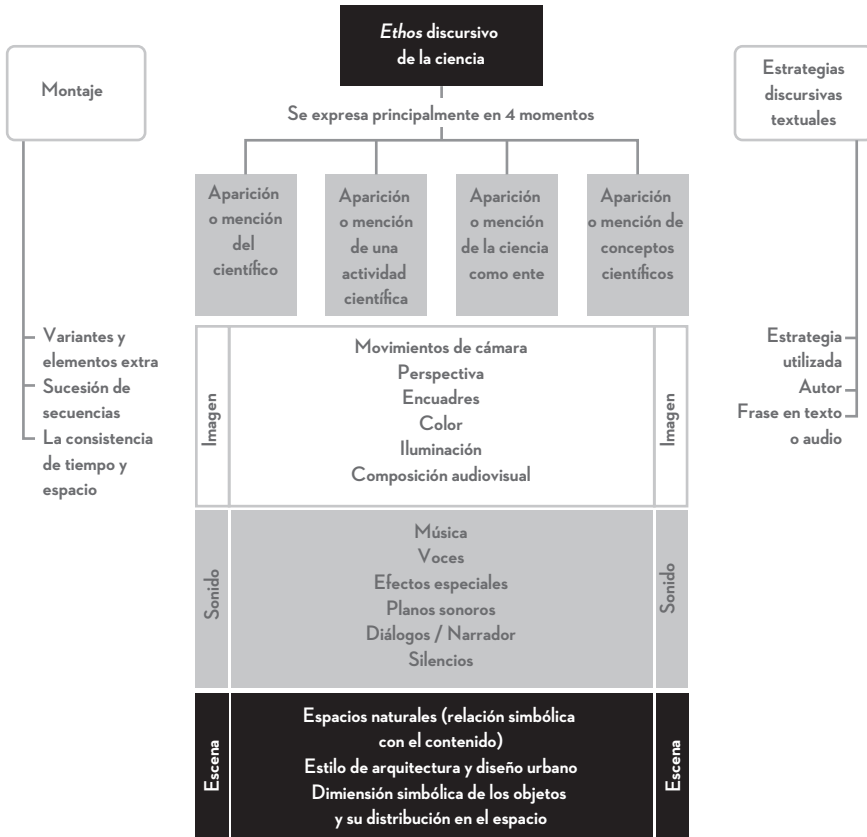 Ethos discursivo
de la ciencia
Montaje
Estrategias
discursivas
textuales
Se expresa principalmente en 4 momentos
Aparición
o mención
del
científico
Aparición
o mención
de una
actividad
científica
Aparición
o mención
de la ciencia
como ente
Aparición
o mención de
conceptos
científicos
Variantes y
elementos extra
Sucesión de
secuencias
La consistencia
de tiempo y
espacio
Imagen
Movimientos de cámara
Perspectiva
Encuadres
Color
Iluminación
Composición audiovisual
Imagen
Estrategia
utilizada
Autor
Frase en texto
o audio
Sonido
Música
Voces
Efectos especiales
Planos sonoros
Diálogos / Narrador
Silencios
Sonido
Escena
Espacios naturales (relación simbólica
con el contenido)
Estilo de arquitectura y diseño urbano
Dimiensión simbólica de los objetos
y su distribución en el espacio
Escena